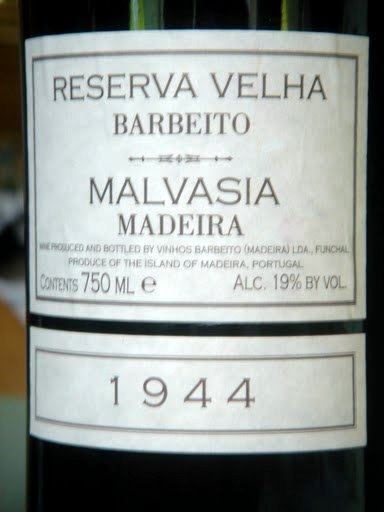 RESERVA VELHA
BARBEITO
MALVASIA
MADEIRA
WINE PRODUCED AND BOTTLED BY VINHOS BARBEITO (MADEIRA) LDA., FUNCHAL
PRODUCE OF THE ISLAND OF MADEIRA, PORTUGAL
CONTENTS 750 ML ℮ ALC. 19% BY VOL.
1944